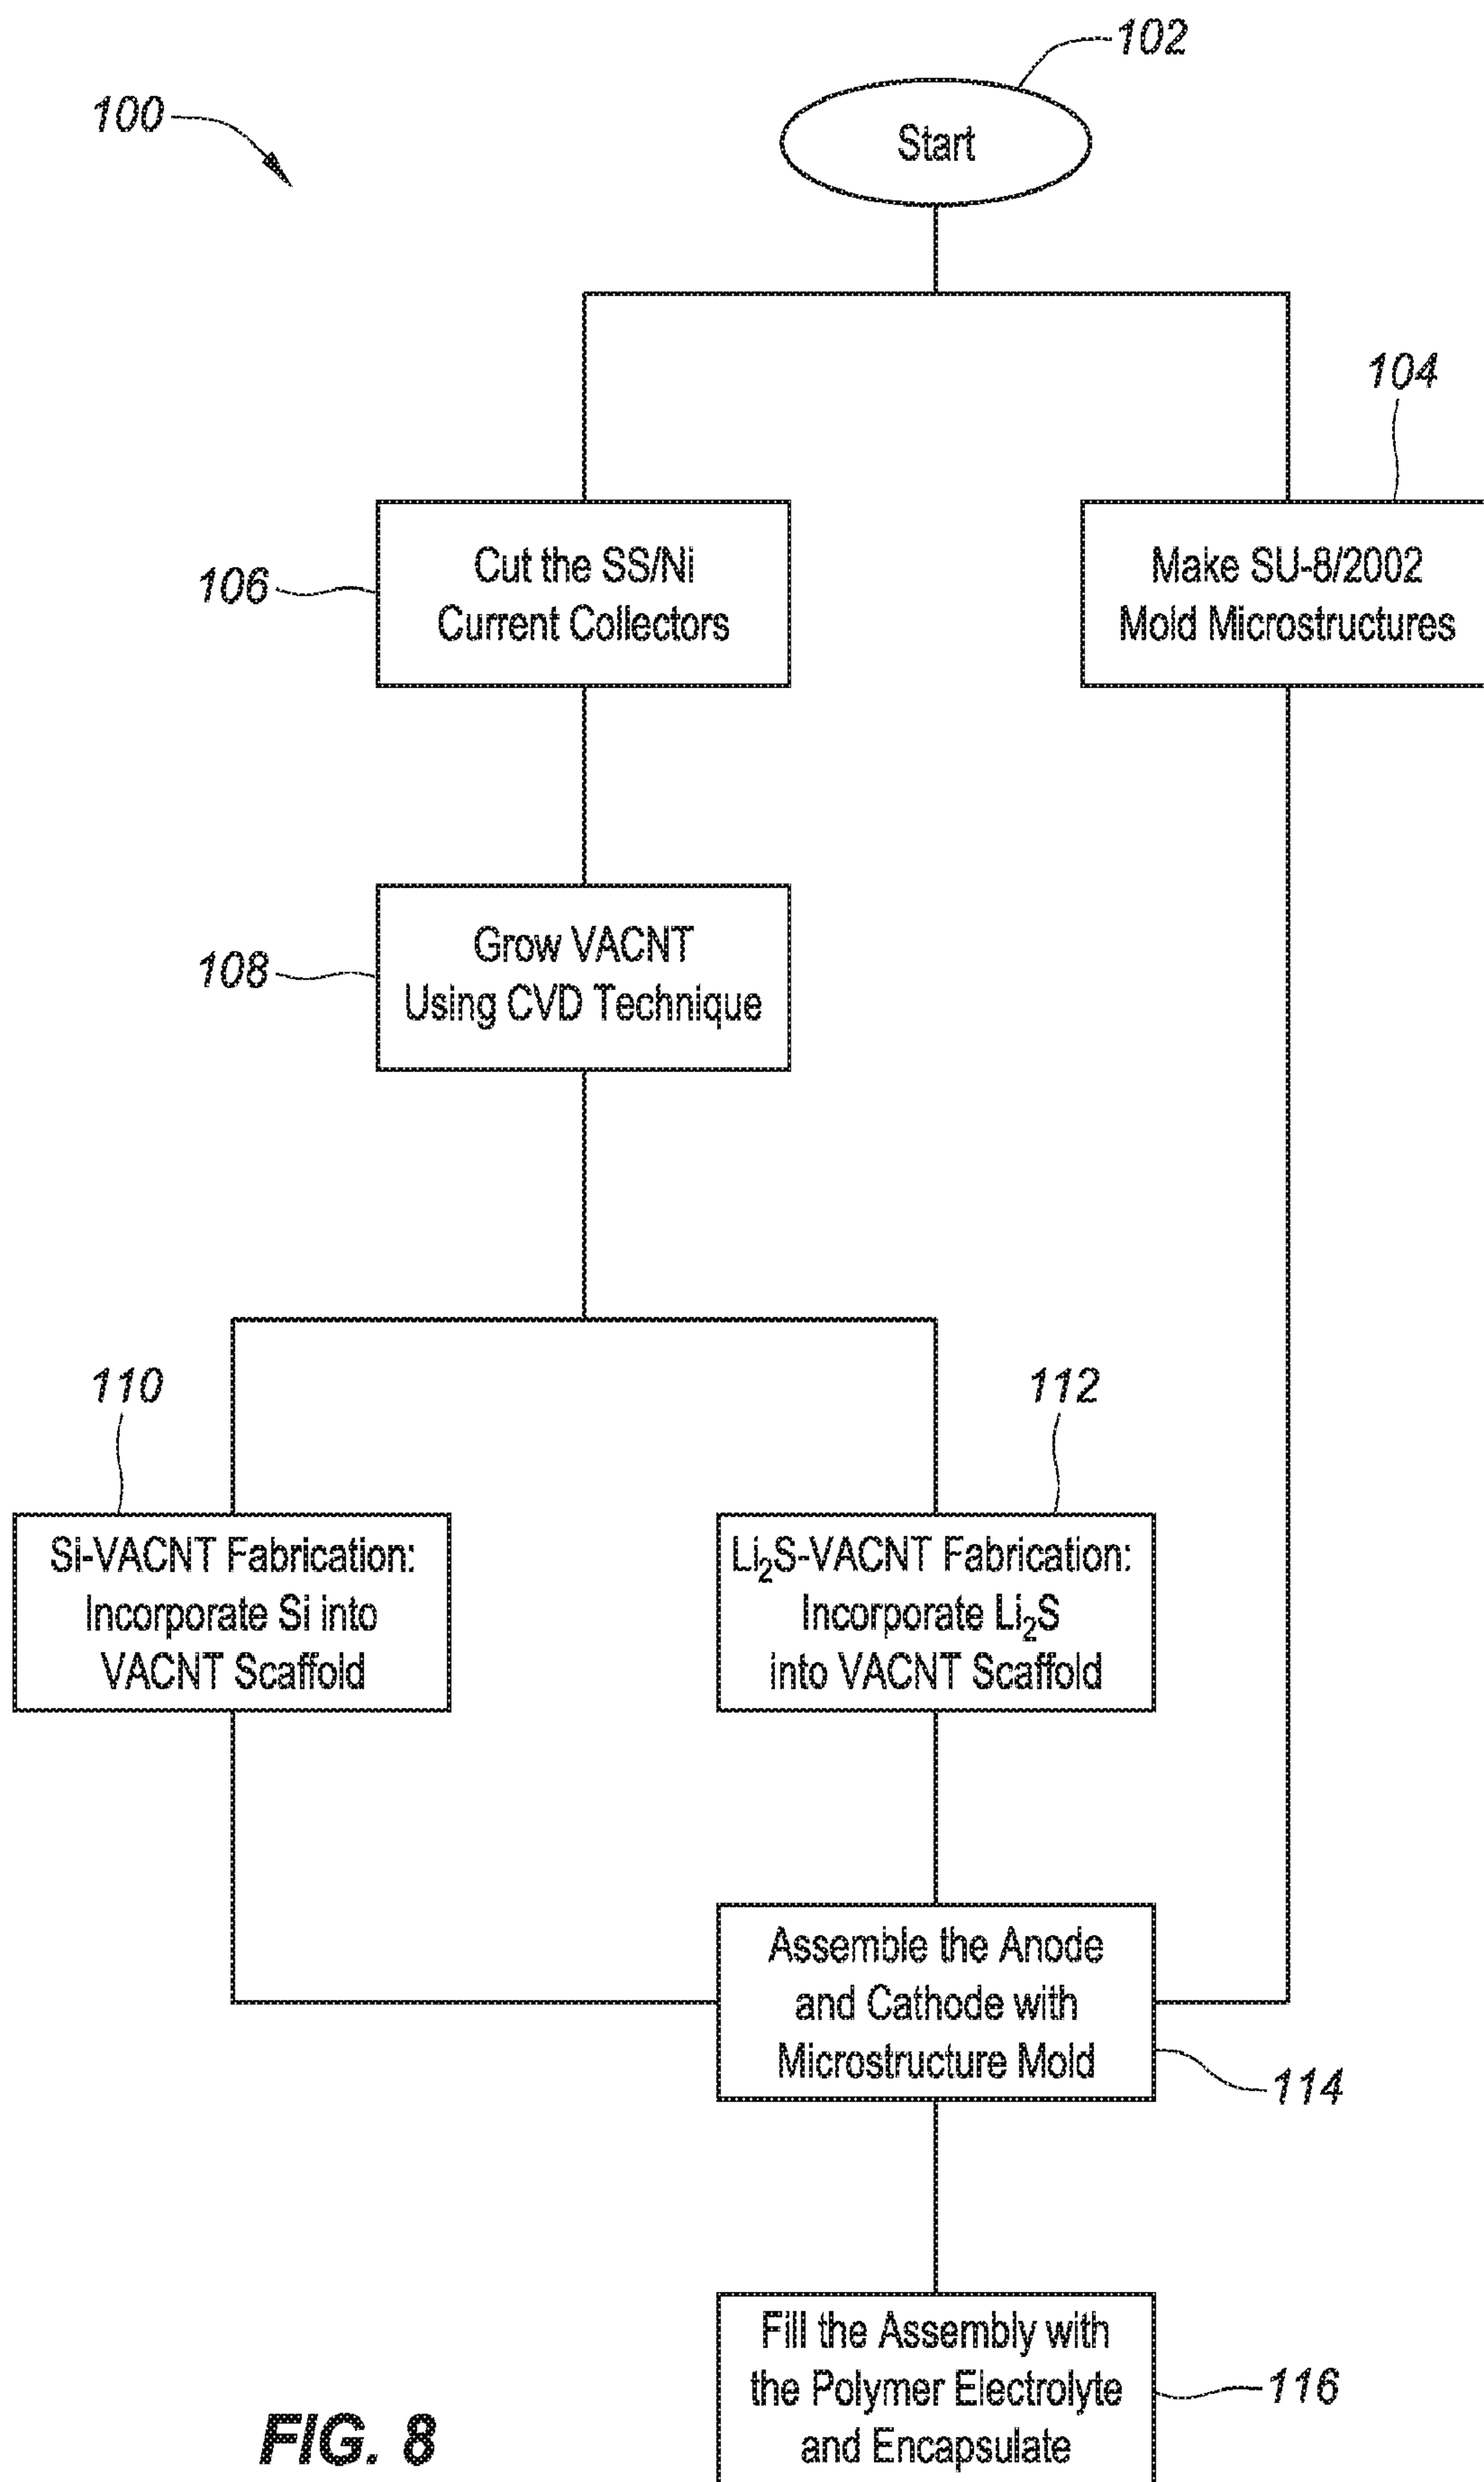 102
100
Start
104
106
Cut the SS/Ni
Current Collectors
Make SU-8/2002
Mold Microstructures
108
Grow VACNT
Using CVD Technique
110
112
Si-VACNT Fabrication:
Incorporate Si into
VACNT Scaffold
Li₂S-VACNT Fabrication:
Incorporate Li₂S
into VACNT Scaffold
Assemble the Anode
and Cathode with
Microstructure Mold
114
Fill the Assembly with
the Polymer Electrolyte
and Encapsulate
116
FIG. 8